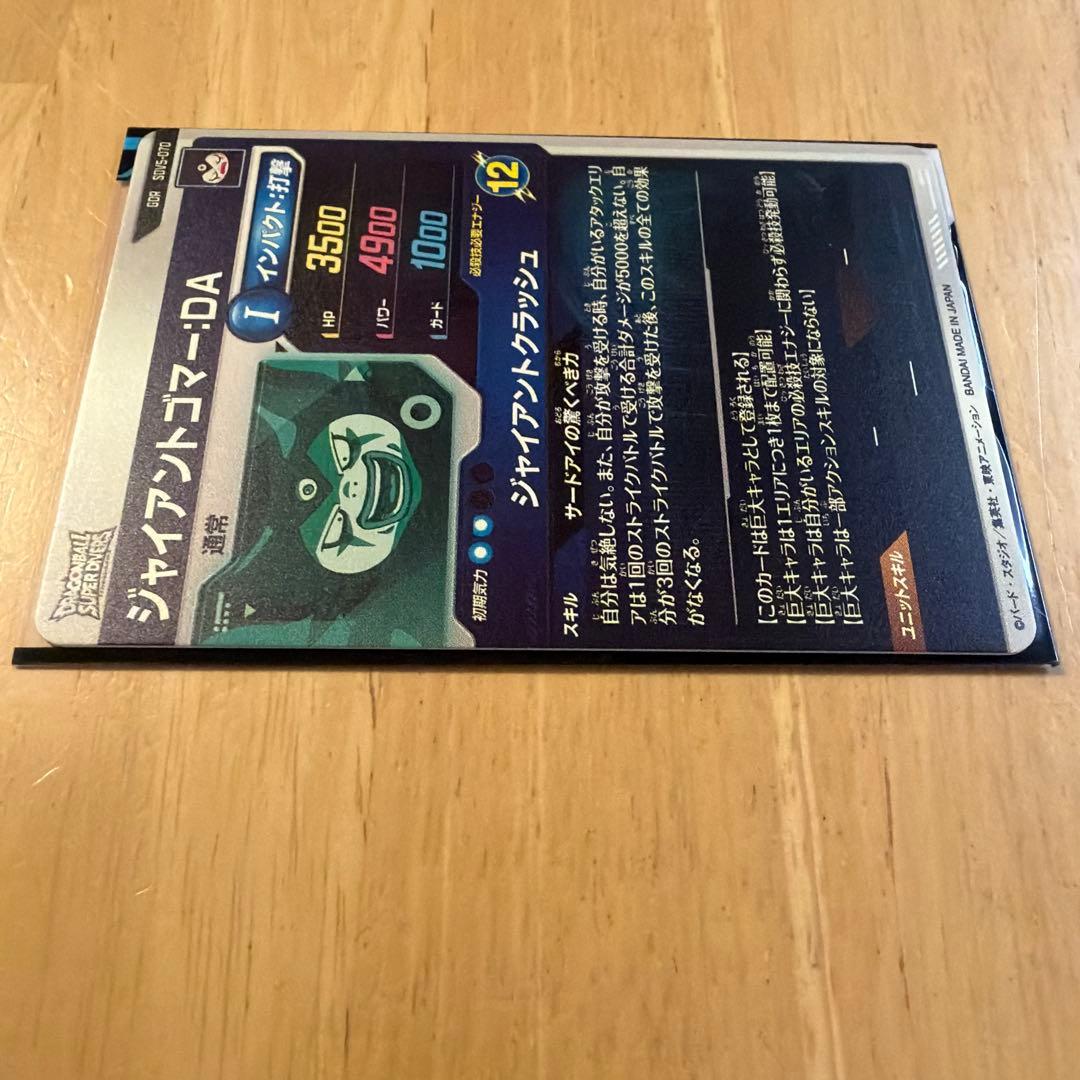 DRAGONBALL
SUPER DIVERS
GDR SDV5-070
ジャイアントゴマー:DA
通常
I インパクト:打撃
HP 3500
パワー 4900
ガード 1000
初期気力
必殺技必要エナジー 12
ジャイアントクラッシュ
スキル サードアイの驚くべき力
自分は気絶しない。また、自分が攻撃を受ける時、自分がいるアタックエリ
アは1回のストライクバトルで受ける合計ダメージが5000を超えない。自
分が3回のストライクバトルで攻撃を受けた後、このスキルの全ての効果
がなくなる。
【このカードは巨大キャラとして登録される】
【巨大キャラは1エリアにつき1枚まで配置可能】
【巨大キャラは自分がいるエリアの必殺技エナジーに関わらず必殺技発動可能】
【巨大キャラは一部アクションスキルの対象にならない】
ユニットスキル
©バード・スタジオ/集英社・東映アニメーション BANDAI MADE IN JAPAN